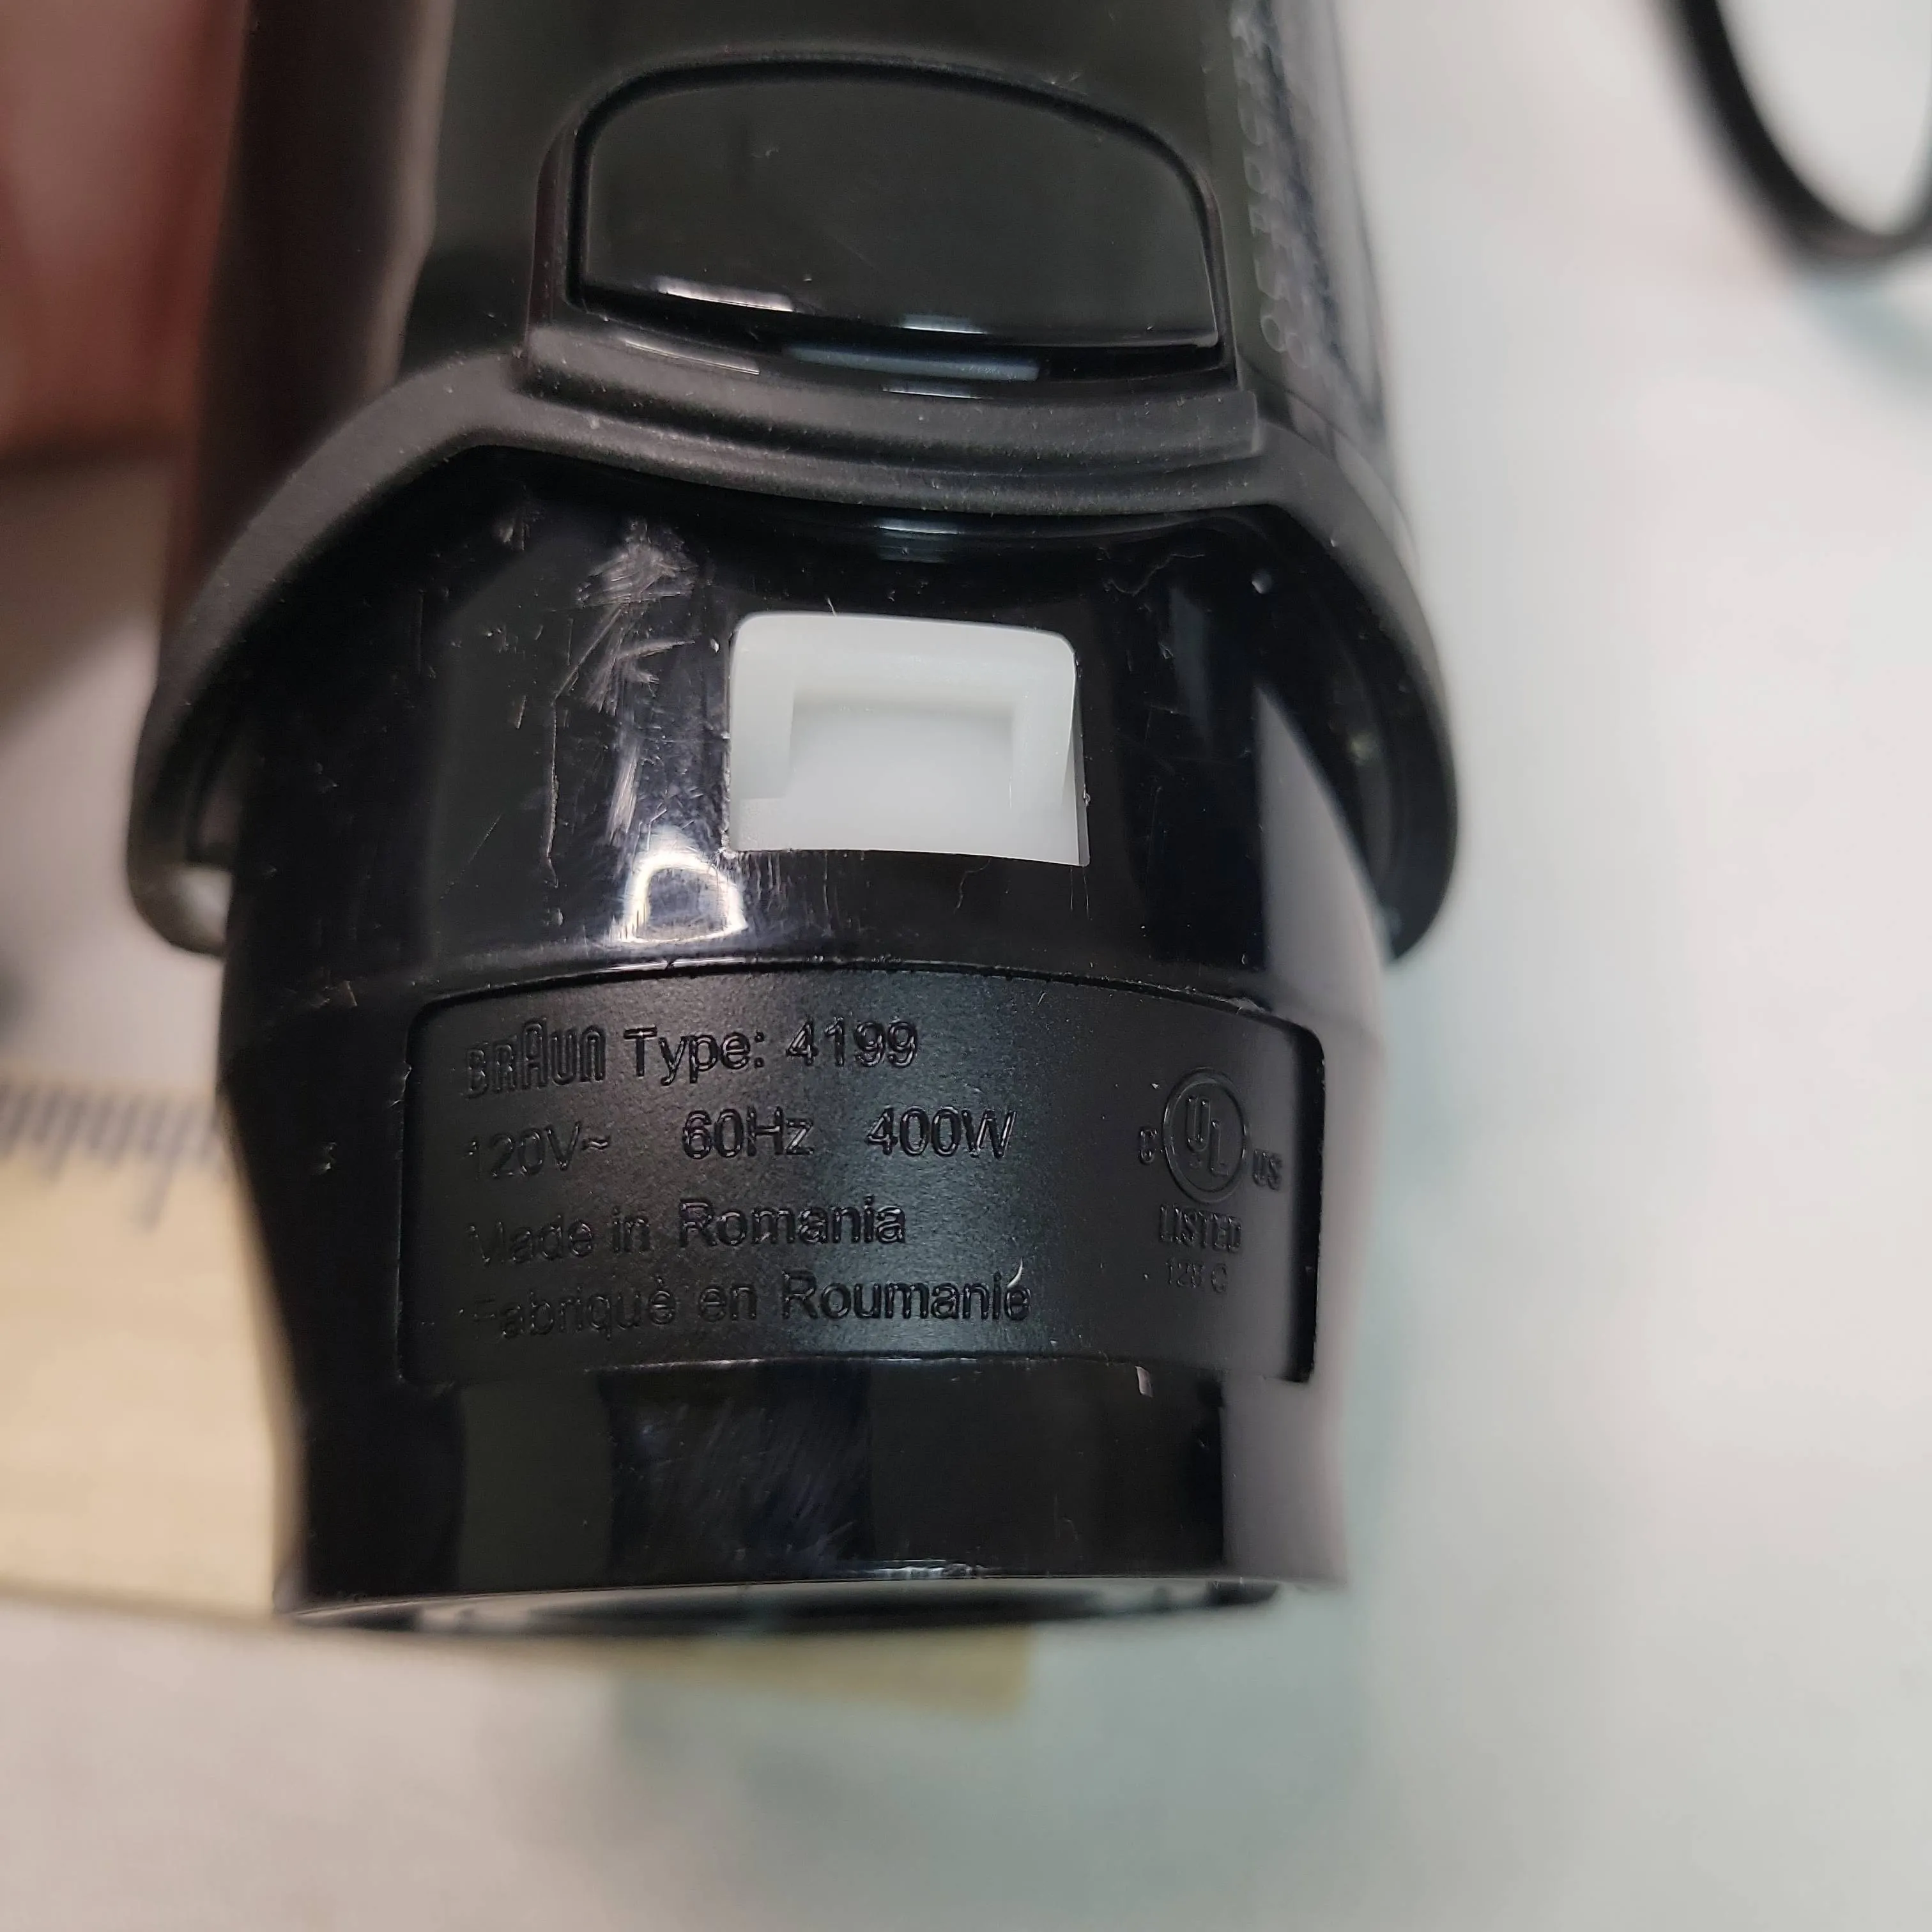 BRAUN Type: 4199
120V~ 60Hz 400W
Made in Romania
Fabriqué en Roumanie
C UL US
LISTED